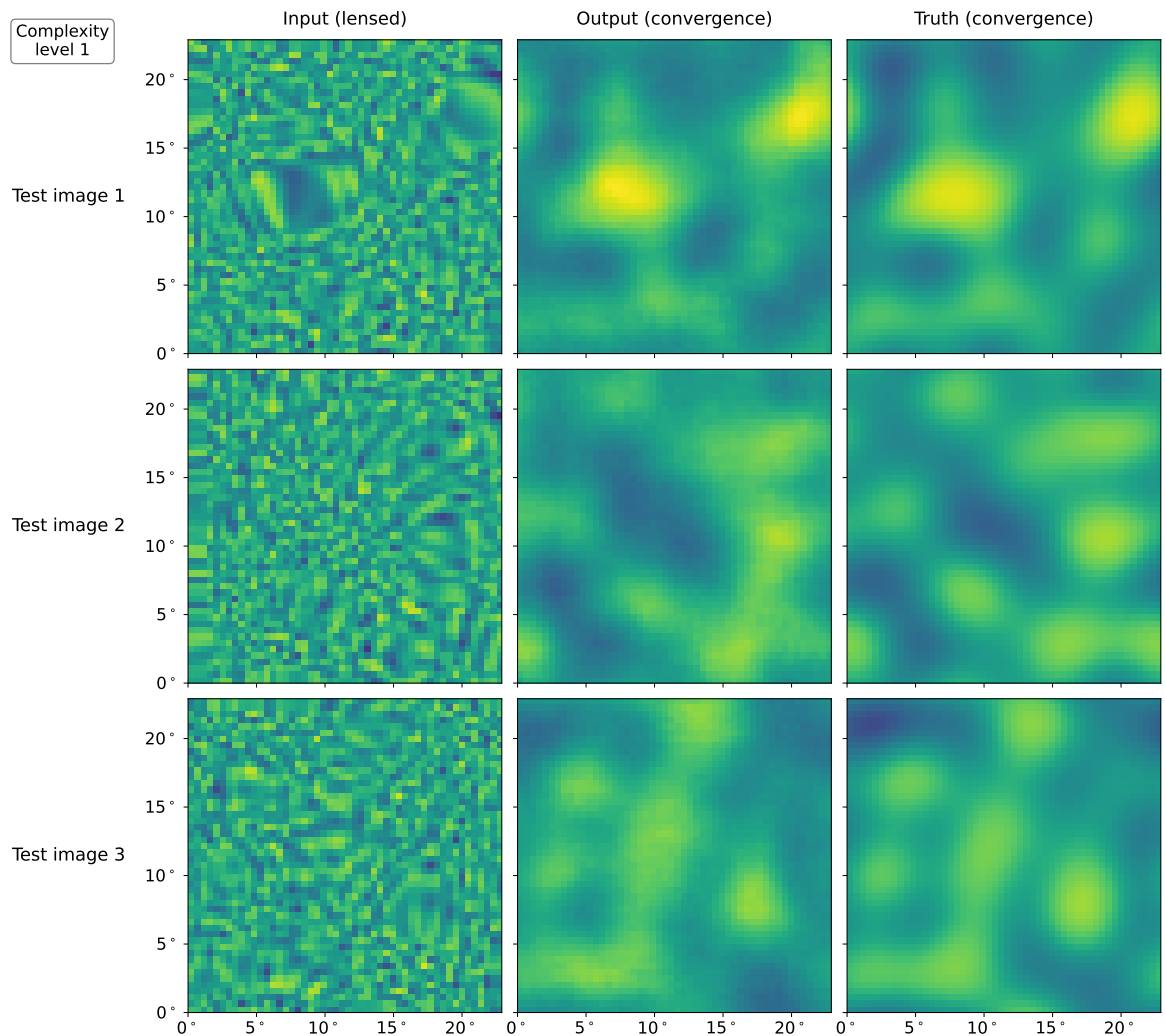 Complexity
level 1
Input (lensed) Output (convergence) Truth (convergence)
20° 
15° 
Test image 1
10° 
5° 
0° 
20° 
15° 
Test image 2
10° 
5° 
0° 
20° 
15° 
Test image 3
10° 
5° 
0° 
0° 5° 10° 15° 20° 0° 5° 10° 15° 20° 0° 5° 10° 15° 20°